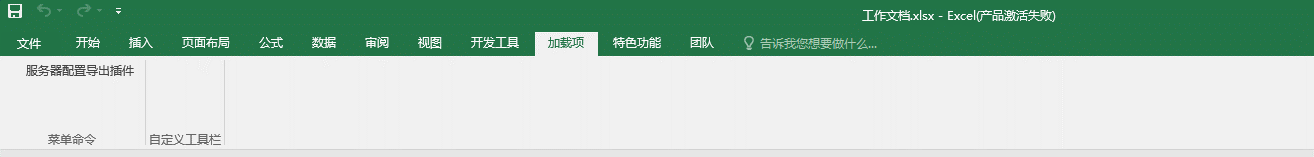 工作文档.xlsx - Excel(产品激活失败)
文件 开始 插入 页面布局 公式 数据 审阅 视图 开发工具 加载项 特色功能 团队 告诉我您想要做什么...
服务器配置导出插件
菜单命令 自定义工具栏